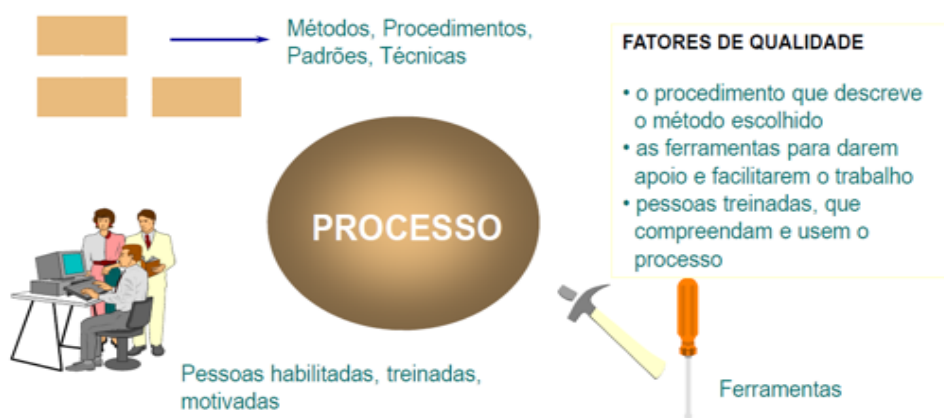 Métodos, Procedimentos,
Padrões, Técnicas
FATORES DE QUALIDADE
• o procedimento que descreve
o método escolhido
• as ferramentas para darem
apoio e facilitarem o trabalho
• pessoas treinadas, que
compreendam e usem o
processo
PROCESSO
Pessoas habilitadas, treinadas,
motivadas
Ferramentas